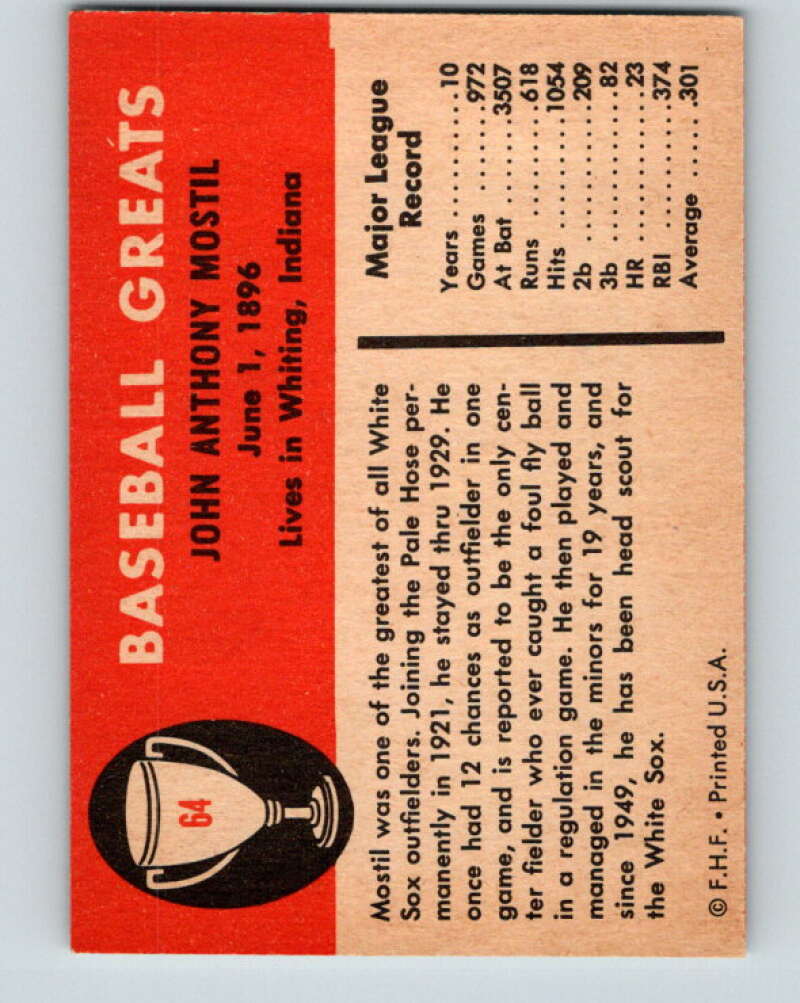 BASEBALL GREATS
JOHN ANTHONY MOSTIL
June 1, 1896
Lives in Whiting, Indiana
64
Mostil was one of the greatest of all White
Sox outfielders. Joining the Pale Hose per-
manently in 1921, he stayed thru 1929. He
once had 12 chances as outfielder in one
game, and is reported to be the only cen-
ter fielder who ever caught a foul fly ball
in a regulation game. He then played and
managed in the minors for 19 years, and
since 1949, he has been head scout for
the White Sox.
Major League
Record
Years .......... 10
Games ....... 972
At Bat ....... 3507
Runs ......... 618
Hits .......... 1054
2b ............ 209
3b ............. 82
HR ............ 23
RBI ........... 374
Average ..... .301
© F.H.F. • Printed U.S.A.